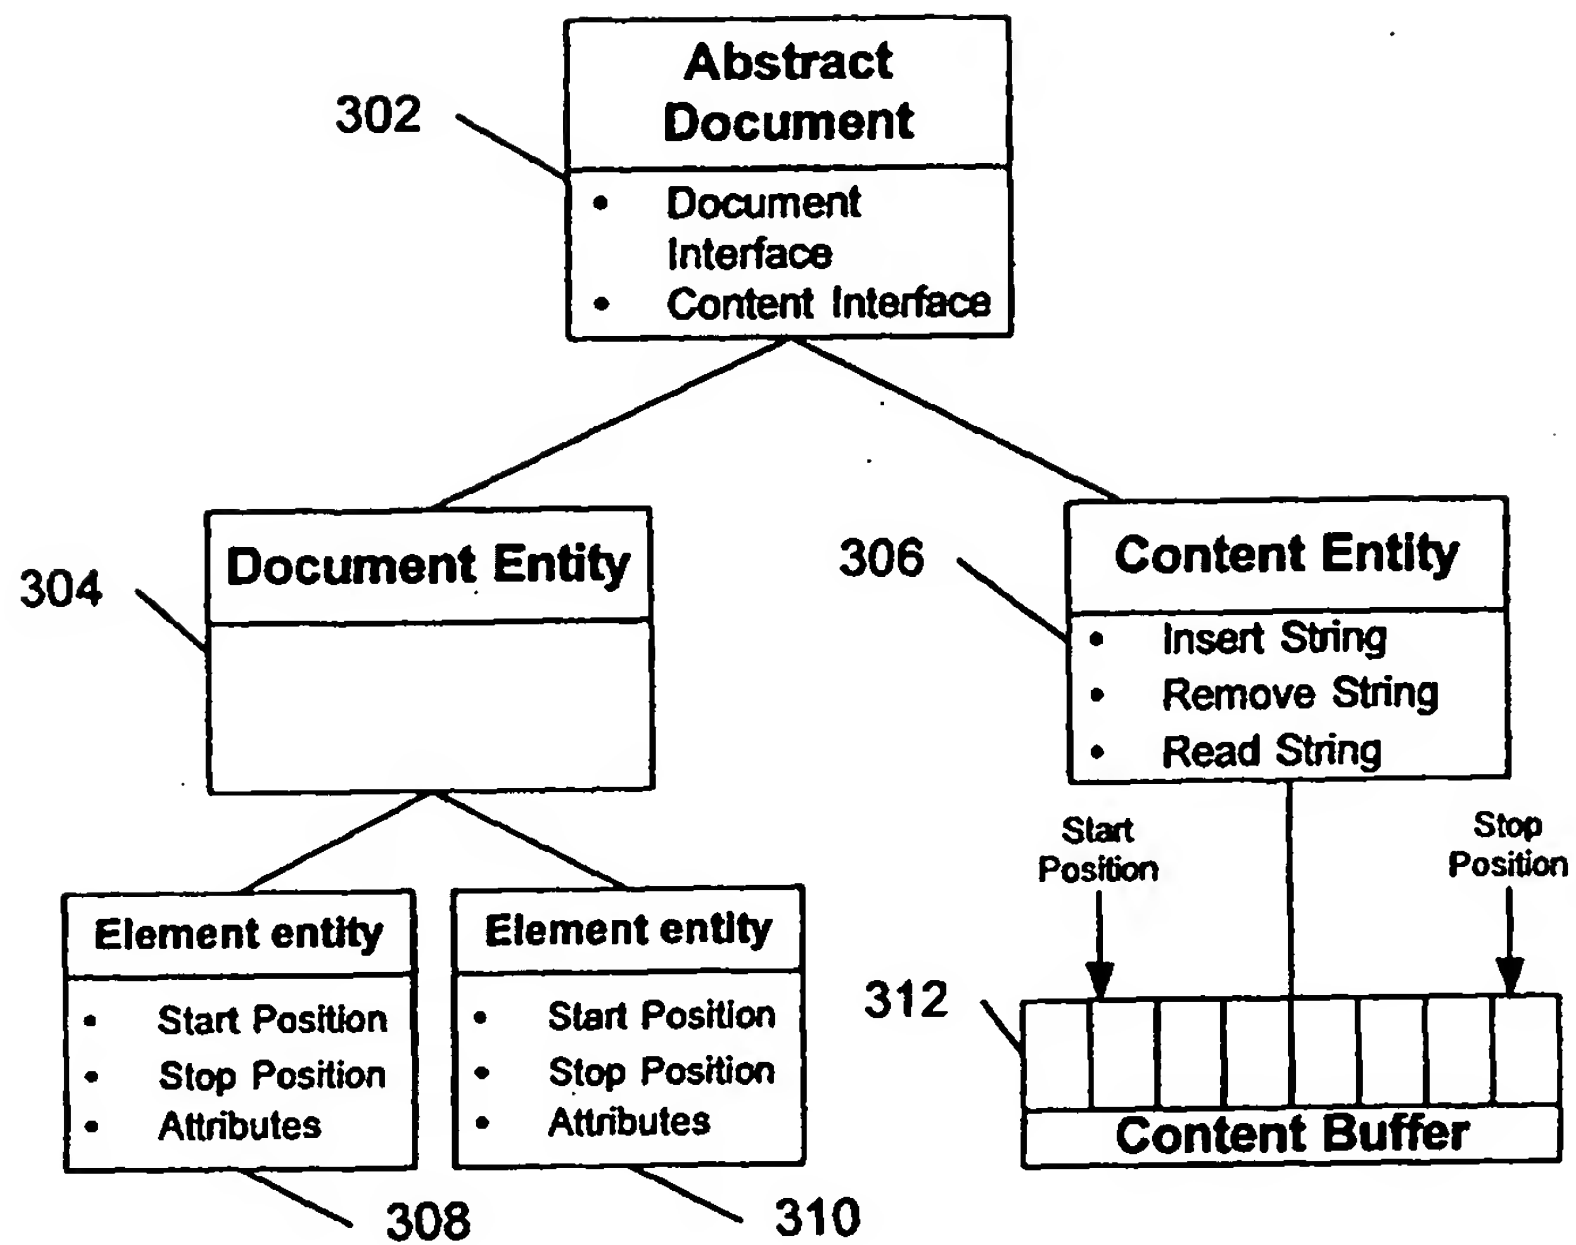 Abstract
Document
302
• Document
Interface
• Content Interface
Document Entity
304
306
Content Entity
• Insert String
• Remove String
• Read String
Start
Position
Stop
Position
Element entity
• Start Position
• Stop Position
• Attributes
308
Element entity
• Start Position
• Stop Position
• Attributes
310
312
Content Buffer